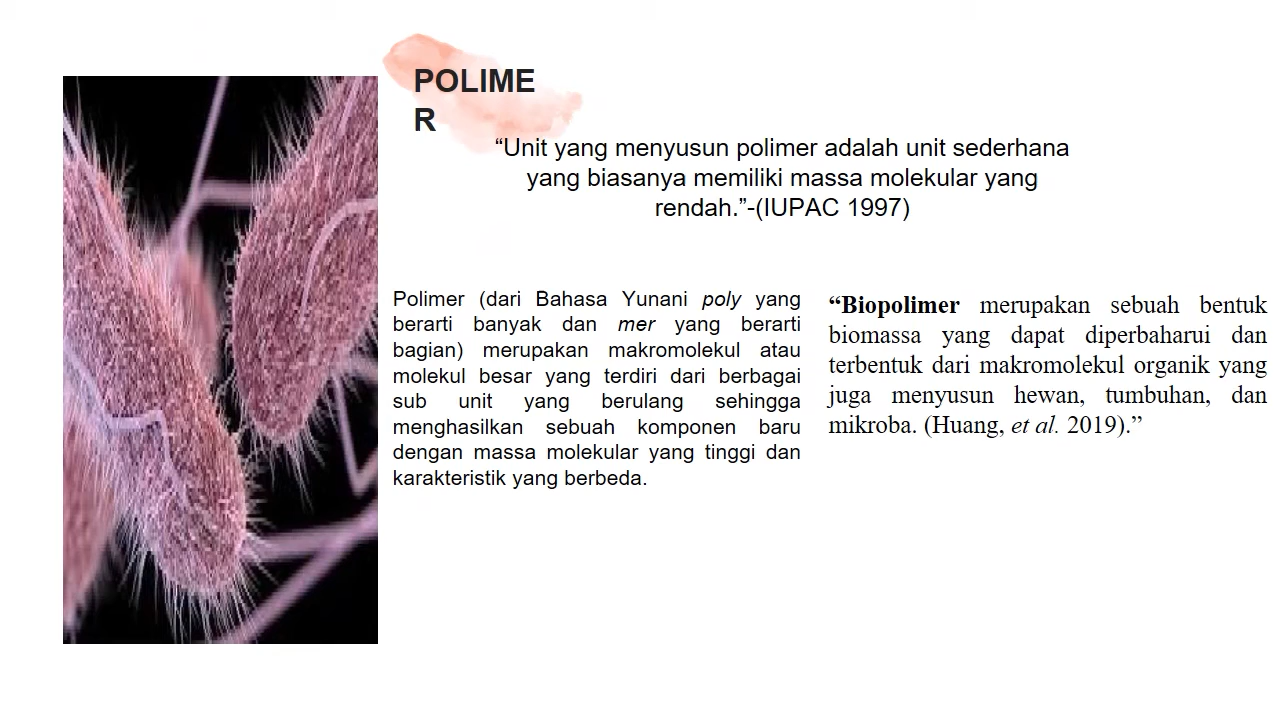 POLIME
R
“Unit yang menyusun polimer adalah unit sederhana
yang biasanya memiliki massa molekular yang
rendah.”-(IUPAC 1997)
Polimer (dari Bahasa Yunani poly yang
berarti banyak dan mer yang berarti
bagian) merupakan makromolekul atau
molekul besar yang terdiri dari berbagai
sub unit yang berulang sehingga
menghasilkan sebuah komponen baru
dengan massa molekular yang tinggi dan
karakteristik yang berbeda.
“Biopolimer merupakan sebuah bentuk
biomassa yang dapat diperbaharui dan
terbentuk dari makromolekul organik yang
juga menyusun hewan, tumbuhan, dan
mikroba. (Huang, et al. 2019).”